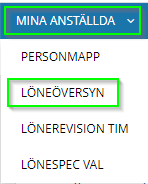 MINA ANSTÄLLDA
PERSONMAPP
LÖNEÖVERSYN
LÖNEREVISION TIM
LÖNESPEC VAL